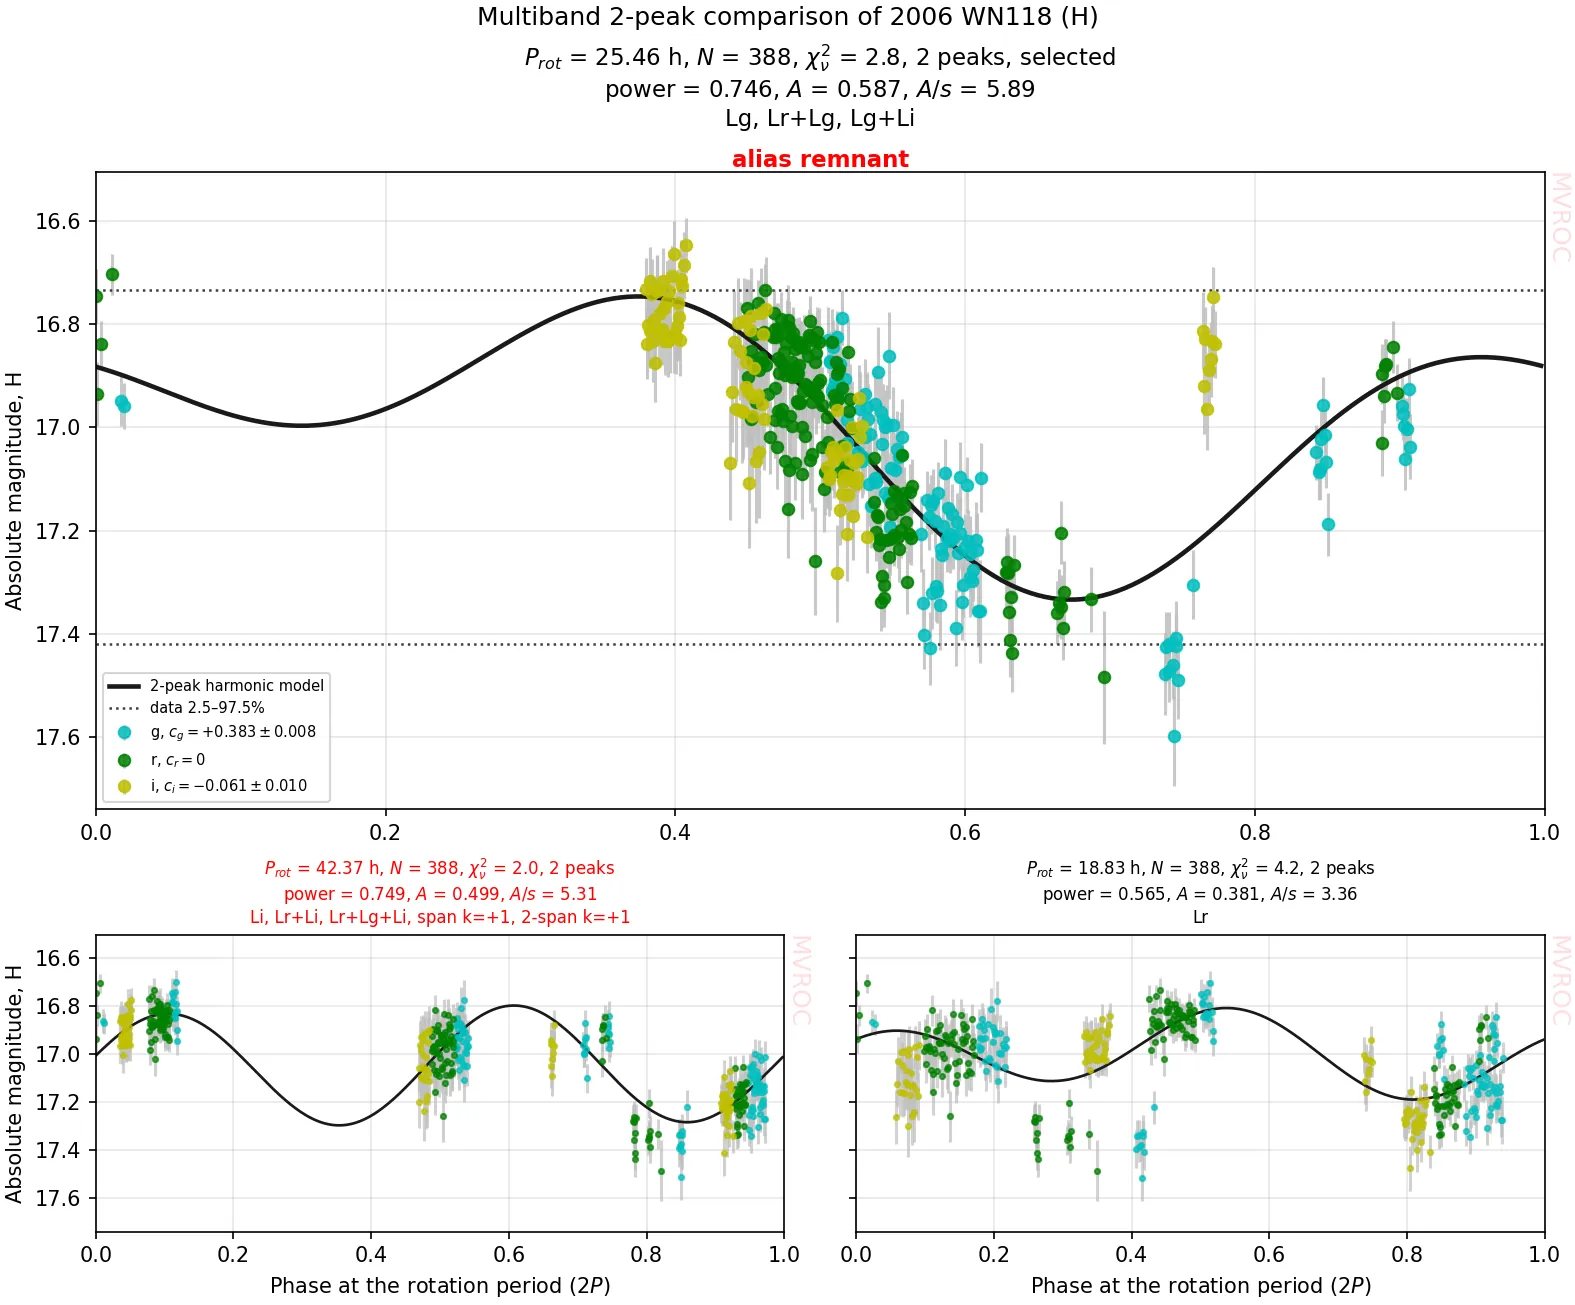 Multiband 2-peak comparison of 2006 WN118 (H)
P_rot = 25.46 h, N = 388, χ²_ν = 2.8, 2 peaks, selected
power = 0.746, A = 0.587, A/s = 5.89
Lg, Lr+Lg, Lg+Li
alias remnant
MVROC
Absolute magnitude, H
16.6
16.8
17.0
17.2
17.4
17.6
2-peak harmonic model
data 2.5–97.5%
g, c_g = +0.383 ± 0.008
r, c_r = 0
i, c_i = −0.061 ± 0.010
0.0 0.2 0.4 0.6 0.8 1.0
P_rot = 42.37 h, N = 388, χ²_ν = 2.0, 2 peaks
power = 0.749, A = 0.499, A/s = 5.31
Li, Lr+Li, Lr+Lg+Li, span k=+1, 2-span k=+1
MVROC
Absolute magnitude, H
16.6
16.8
17.0
17.2
17.4
17.6
0.0 0.2 0.4 0.6 0.8 1.0
Phase at the rotation period (2P)
P_rot = 18.83 h, N = 388, χ²_ν = 4.2, 2 peaks
power = 0.565, A = 0.381, A/s = 3.36
Lr
MVROC
0.0 0.2 0.4 0.6 0.8 1.0
Phase at the rotation period (2P)